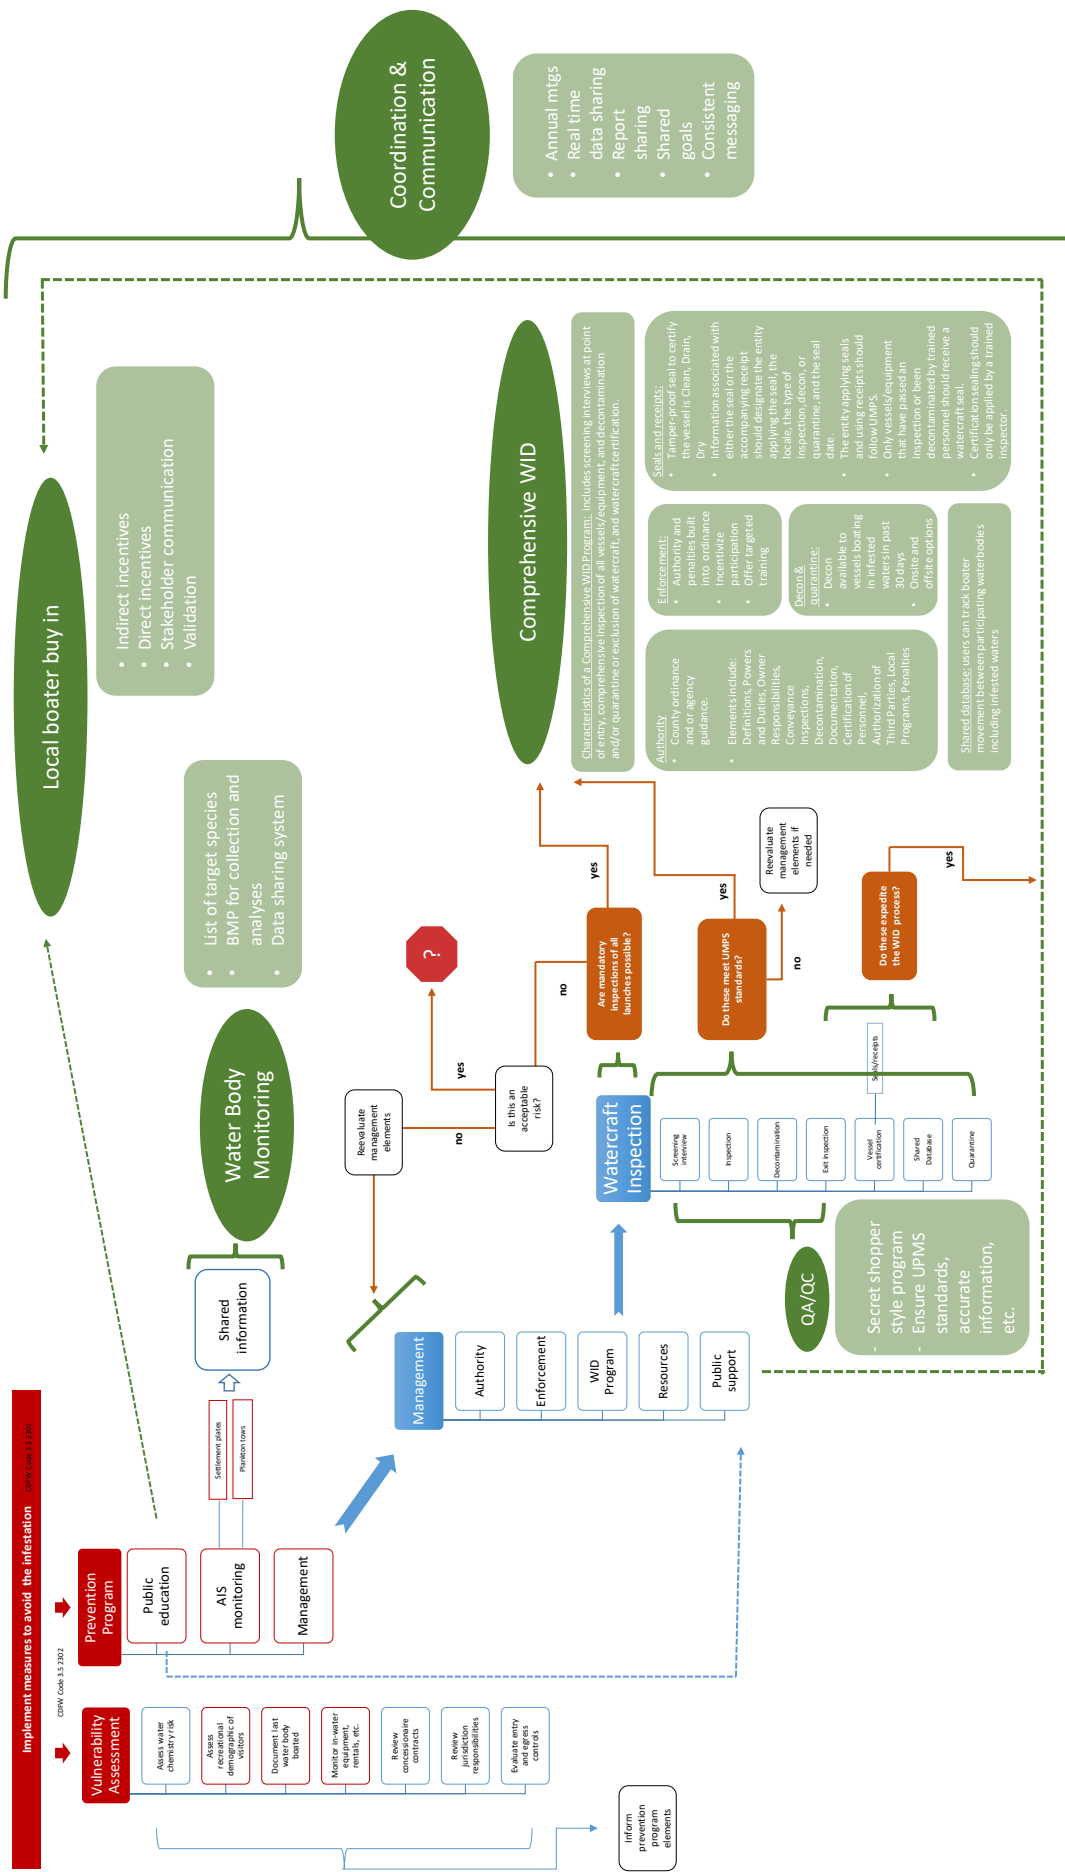 Implement measures to avoid the infestation CDFW Code 3.5 2301
CDFW Code 3.5 2302
Vulnerability
Assessment
Assess water
chemistry risk
Assess
recreational
demographic of
visitors
Document last
water body
boated
Monitor in-water
equipment,
rentals, etc.
Review
concessionaire
contracts
Review
jurisdiction
responsibilities
Evaluate entry
and egress
controls
Inform
prevention
program
elements
Prevention
Program
Public
education
AIS
monitoring
Management
Settlement plates
Plankton tows
Shared
information
Water Body
Monitoring
• List of target species
• BMP for collection and
analyses
• Data sharing system
Local boater buy in
• Indirect incentives
• Direct incentives
• Stakeholder communication
• Validation
Management
Authority
Enforcement
WID
Program
Resources
Public
support
Reevaluate
management
elements
no
Is this an
acceptable
risk?
yes
?
no
Watercraft
Inspection
Screening
interview
Inspection
Decontamination
Exit inspection
Vessel
certification
Shared
Database
Quarantine
Seals/receipts
QA/QC
- Secret shopper
style program
- Ensure UPMS
standards,
accurate
information,
etc.
Are mandatory
inspections of all
launches possible?
yes
Do these meet UMPS
standards?
yes
no
Reevaluate
management
elements if
needed
Do these expedite
the WID process?
yes
Comprehensive WID
Characteristics of a Comprehensive WID Program: includes screening interviews at point
of entry, comprehensive inspection of all vessels/equipment, and decontamination
and/or quarantine or exclusion of watercraft, and watercraft certification.
Authority
• County ordinance
and or agency
guidance.
• Elements include:
Definitions, Powers
and Duties, Owner
Responsibilities,
Conveyance
Inspections,
Decontamination,
Documentation,
Certification of
Personnel,
Authorization of
Third Parties, Local
Programs, Penalties
Enforcement:
• Authority and
penalties built
into ordinance
• Incentivize
participation
• Offer targeted
training
Decon &
quarantine:
• Decon
available to
vessels boating
in infested
waters in past
30 days
• Onsite and
offsite options
Shared database: users can track boater
movement between participating waterbodies
including infested waters
Seals and receipts:
• Tamper-proof seal to certify
the vessel is Clean, Drain,
Dry
• Information associated with
either the seal or the
accompanying receipt
should designate the entity
applying the seal, the
locale, the type of
inspection, decon, or
quarantine, and the seal
date.
• The entity applying seals
and using receipts should
follow UMPS.
• Only vessels/equipment
that have passed an
inspection or been
decontaminated by trained
personnel should receive a
watercraft seal.
• Certification sealing should
only be applied by a trained
inspector.
Coordination &
Communication
• Annual mtgs
• Real time
data sharing
• Report
sharing
• Shared
goals
• Consistent
messaging